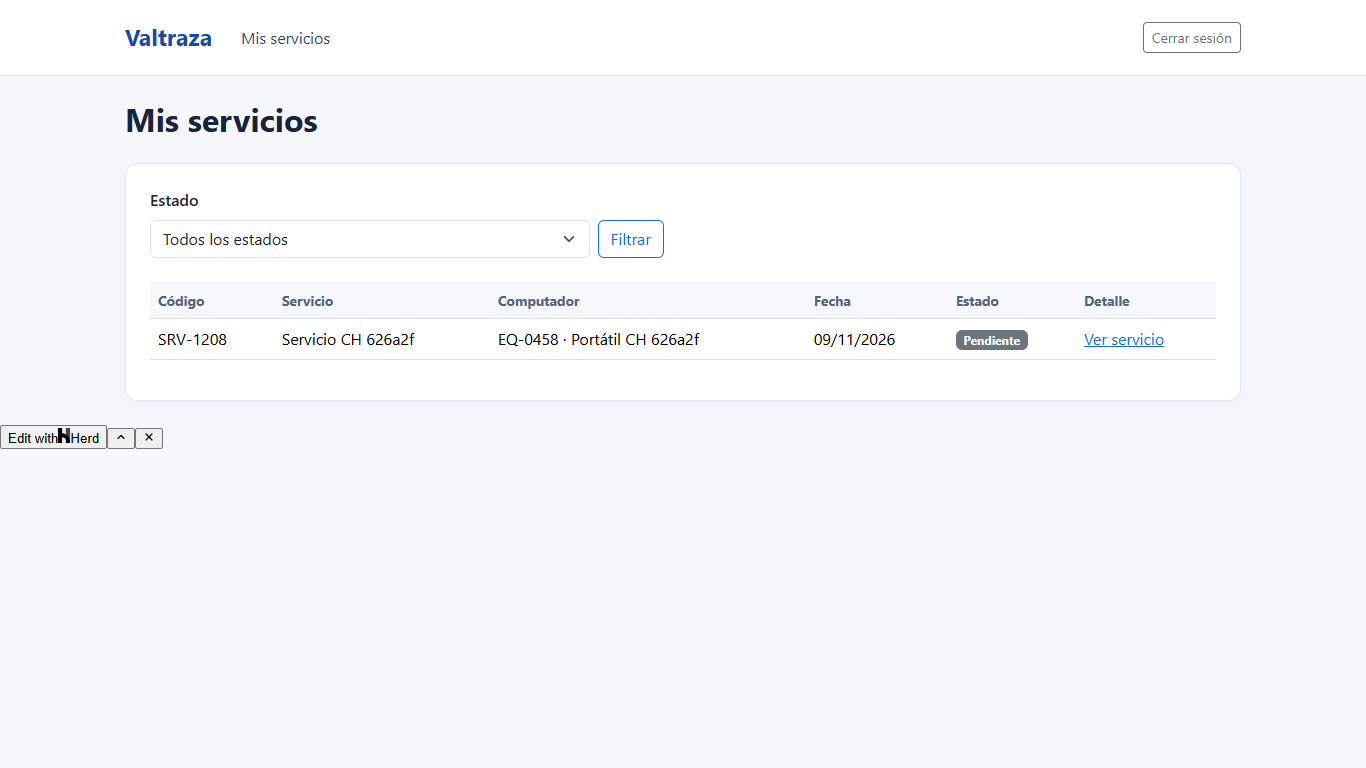 Valtraza Mis servicios Cerrar sesión
Mis servicios
Estado
Todos los estados Filtrar
Código Servicio Computador Fecha Estado Detalle
SRV-1208 Servicio CH 626a2f EQ-0458 · Portátil CH 626a2f 09/11/2026 Pendiente Ver servicio
Edit with Herd